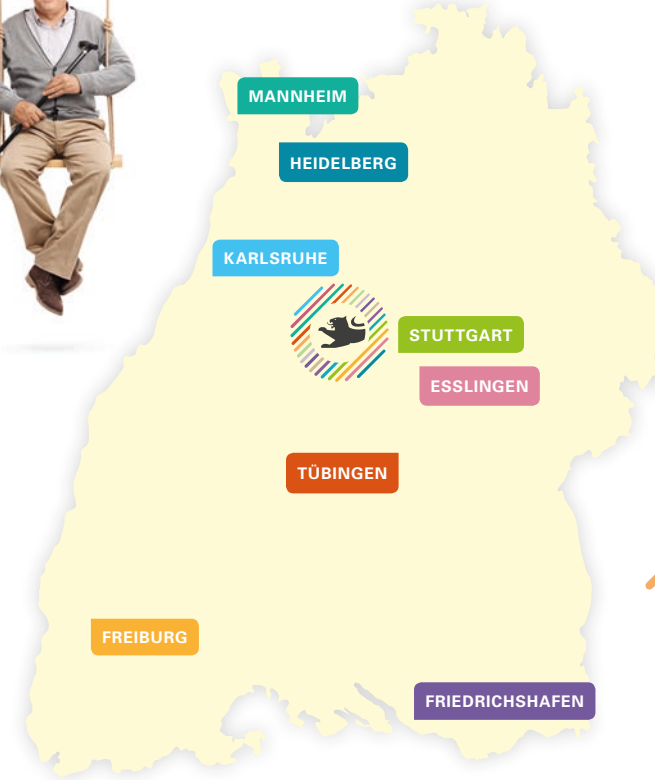 MANNHEIM
HEIDELBERG
KARLSRUHE
STUTTGART
ESSLINGEN
TÜBINGEN
FREIBURG
FRIEDRICHSHAFEN